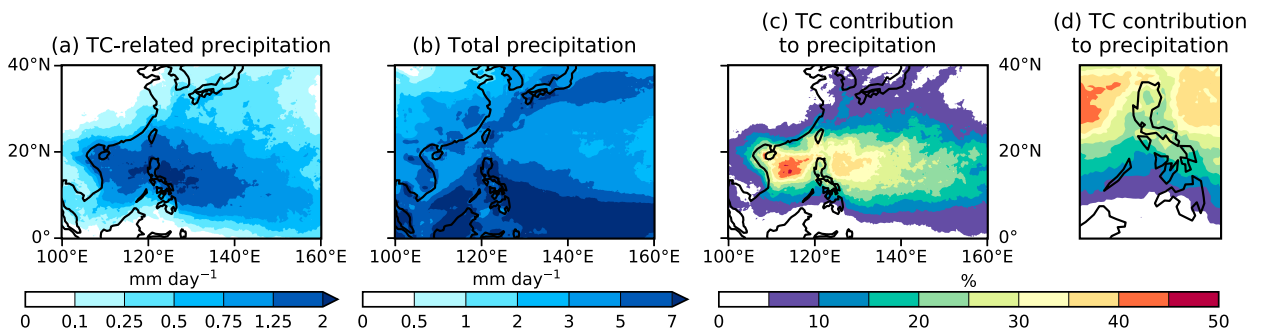 (a) TC-related precipitation
(b) Total precipitation
(c) TC contribution
to precipitation
(d) TC contribution
to precipitation
40°N
20°N
0°
100°E 120°E 140°E 160°E
mm day⁻¹
0 0.1 0.25 0.5 0.75 1.25 2
100°E 120°E 140°E 160°E
mm day⁻¹
0 0.5 1 2 3 5 7
40°N
20°N
0°
100°E 120°E 140°E 160°E
%
0 10 20 30 40 50